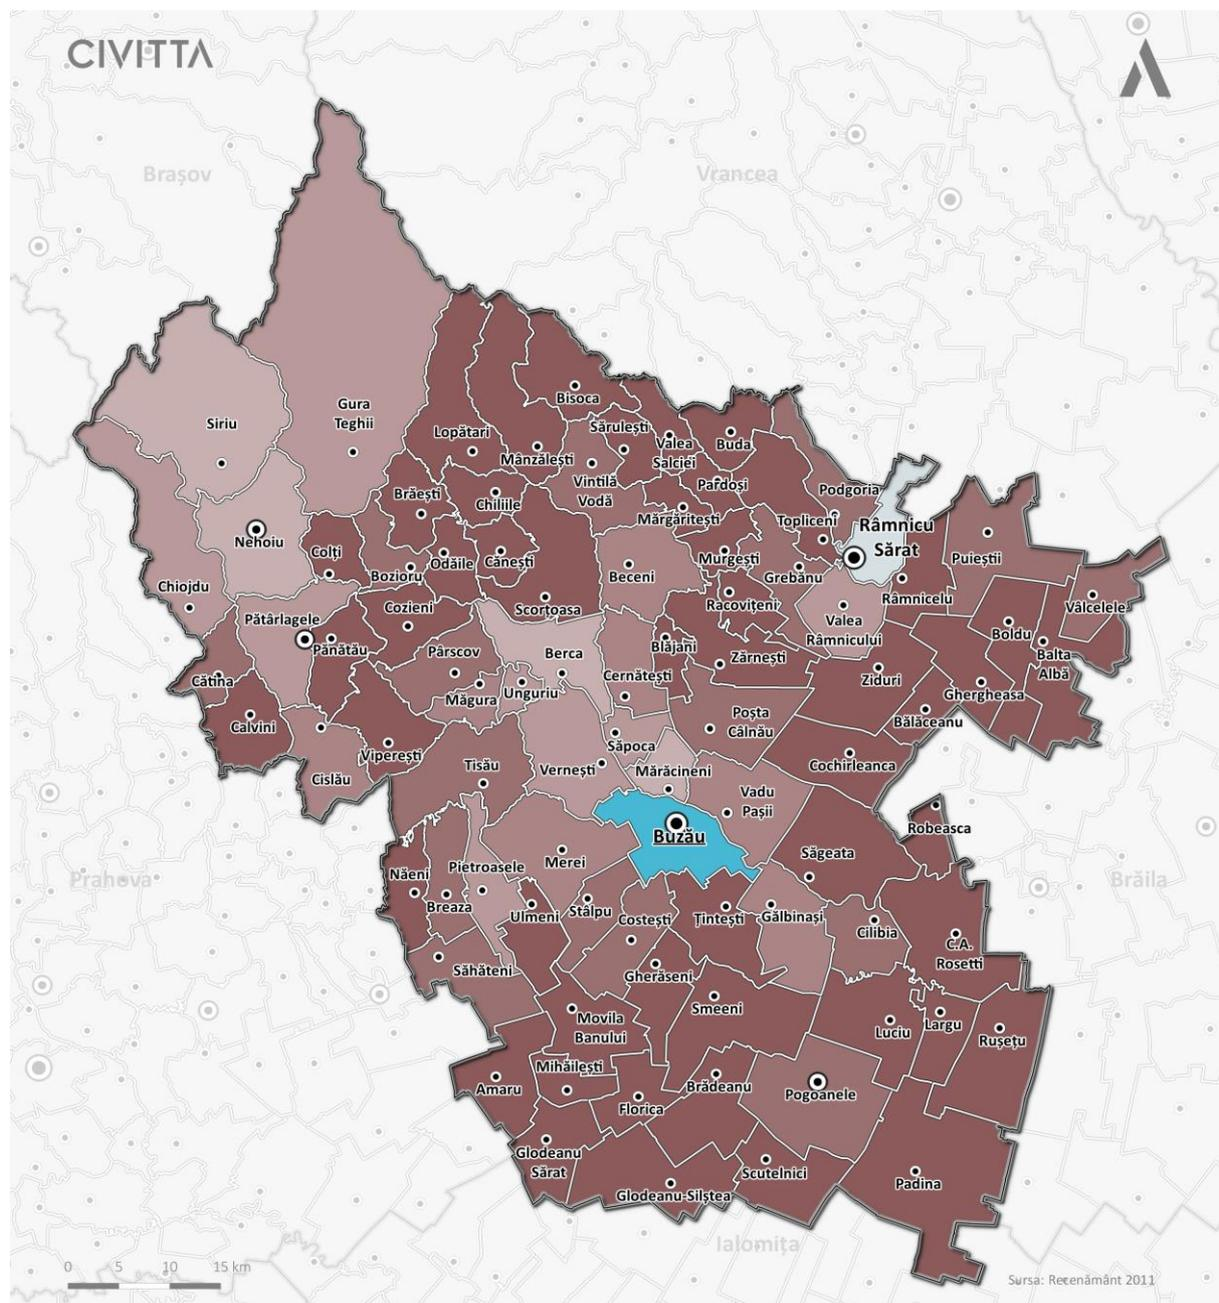 CIVITTA
Brașov
Vrancea
Siriu
Gura
Teghii
Lopătari
Bisoca
Mânzălești
Sărulești
Valea
Salciei
Buda
Vintilă
Vodă
Pardoși
Podgoria
Brăești
Chiliile
Mărgăritești
Topliceni
Râmnicu
Sărat
Nehoiu
Colți
Bozioru
Odăile
Cănești
Beceni
Murgești
Grebănu
Puieștii
Chiojdu
Râmnicelu
Vâlcelele
Pătârlagele
Cozieni
Scorțoasa
Racovițeni
Valea
Râmnicului
Boldu
Balta
Albă
Pănătău
Pârscov
Berca
Blăjani
Zărnești
Cătina
Măgura
Unguriu
Cernătești
Ziduri
Ghergheasa
Calvini
Vipereşti
Poșta
Câlnău
Bălăceanu
Cislău
Tisău
Vernești
Săpoca
Mărăcineni
Cochirleanca
Vadu
Pașii
Buzău
Robeasca
Prahova
Brăila
Merei
Săgeata
Năeni
Pietroasele
Breaza
Ulmeni
Stâlpu
Costești
Țintești
Gălbinași
Cilibia
C.A.
Rosetti
Săhăteni
Gherăseni
Smeeni
Movila
Banului
Luciu
Largu
Rușețu
Mihăilești
Amaru
Florica
Brădeanu
Pogoanele
Glodeanu
Sărat
Glodeanu-Silștea
Scutelnici
Padina
Ialomița
0 5 10 15 km
Sursa: Recenământ 2011